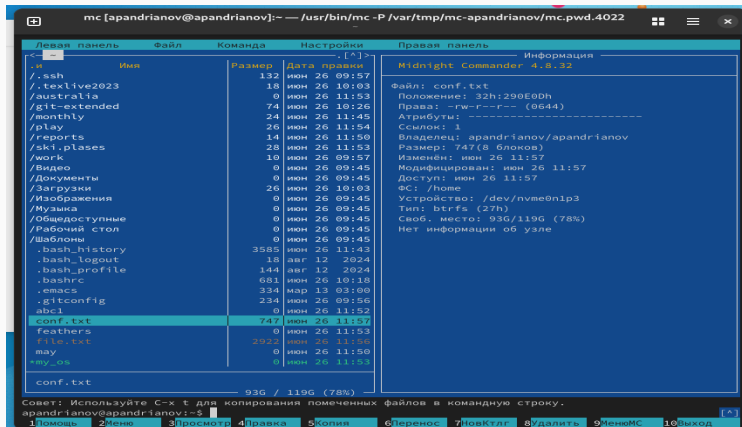 mc [apandrianov@apandrianov]:~ — /usr/bin/mc -P /var/tmp/mc-apandrianov/mc.pwd.4022
Левая панель Файл Команда Настройки Правая панель
<— ~ .[^]>
Информация
.и Имя Размер Дата правки
Midnight Commander 4.8.32
/.ssh 132 июн 26 09:57
/.texlive2023 18 июн 26 10:03
Файл: conf.txt
/australia 0 июн 26 11:53
Положение: 32h:290E0Dh
/git-extended 74 июн 26 10:26
Права: -rw-r--r-- (0644)
/monthly 24 июн 26 11:45
Атрибуты: ----------------------
/play 26 июн 26 11:54
Ссылок: 1
/reports 14 июн 26 11:50
Владелец: apandrianov/apandrianov
/ski.plases 28 июн 26 11:53
Размер: 747(8 блоков)
/work 10 июн 26 09:57
Изменён: июн 26 11:57
/Видео 0 июн 26 09:45
Модифицирован: июн 26 11:57
/Документы 0 июн 26 09:45
Доступ: июн 26 11:57
/Загрузки 26 июн 26 10:03
ФС: /home
/Изображения 0 июн 26 09:45
Устройство: /dev/nvme0n1p3
/Музыка 0 июн 26 09:45
Тип: btrfs (27h)
/Общедоступные 0 июн 26 09:45
Своб. место: 93G/119G (78%)
/Рабочий стол 0 июн 26 09:45
Нет информации об узле
/Шаблоны 0 июн 26 09:45
.bash_history 3585 июн 26 11:43
.bash_logout 18 авг 12 2024
.bash_profile 144 авг 12 2024
.bashrc 681 июн 26 10:18
.emacs 334 мар 13 03:00
.gitconfig 234 июн 26 09:56
abc1 0 июн 26 11:52
conf.txt 747 июн 26 11:57
feathers 0 июн 26 11:53
file.txt 2922 июн 26 11:56
may 0 июн 26 11:50
*my_os 0 июн 26 11:53
conf.txt
93G / 119G (78%)
Совет: Используйте C-x t для копирования помеченных файлов в командную строку.
apandrianov@apandrianov:~$ [^]
1Помощь 2Меню 3Просмотр 4Правка 5Копия 6Перенос 7НовКтлг 8Удалить 9МенюMC 10Выход